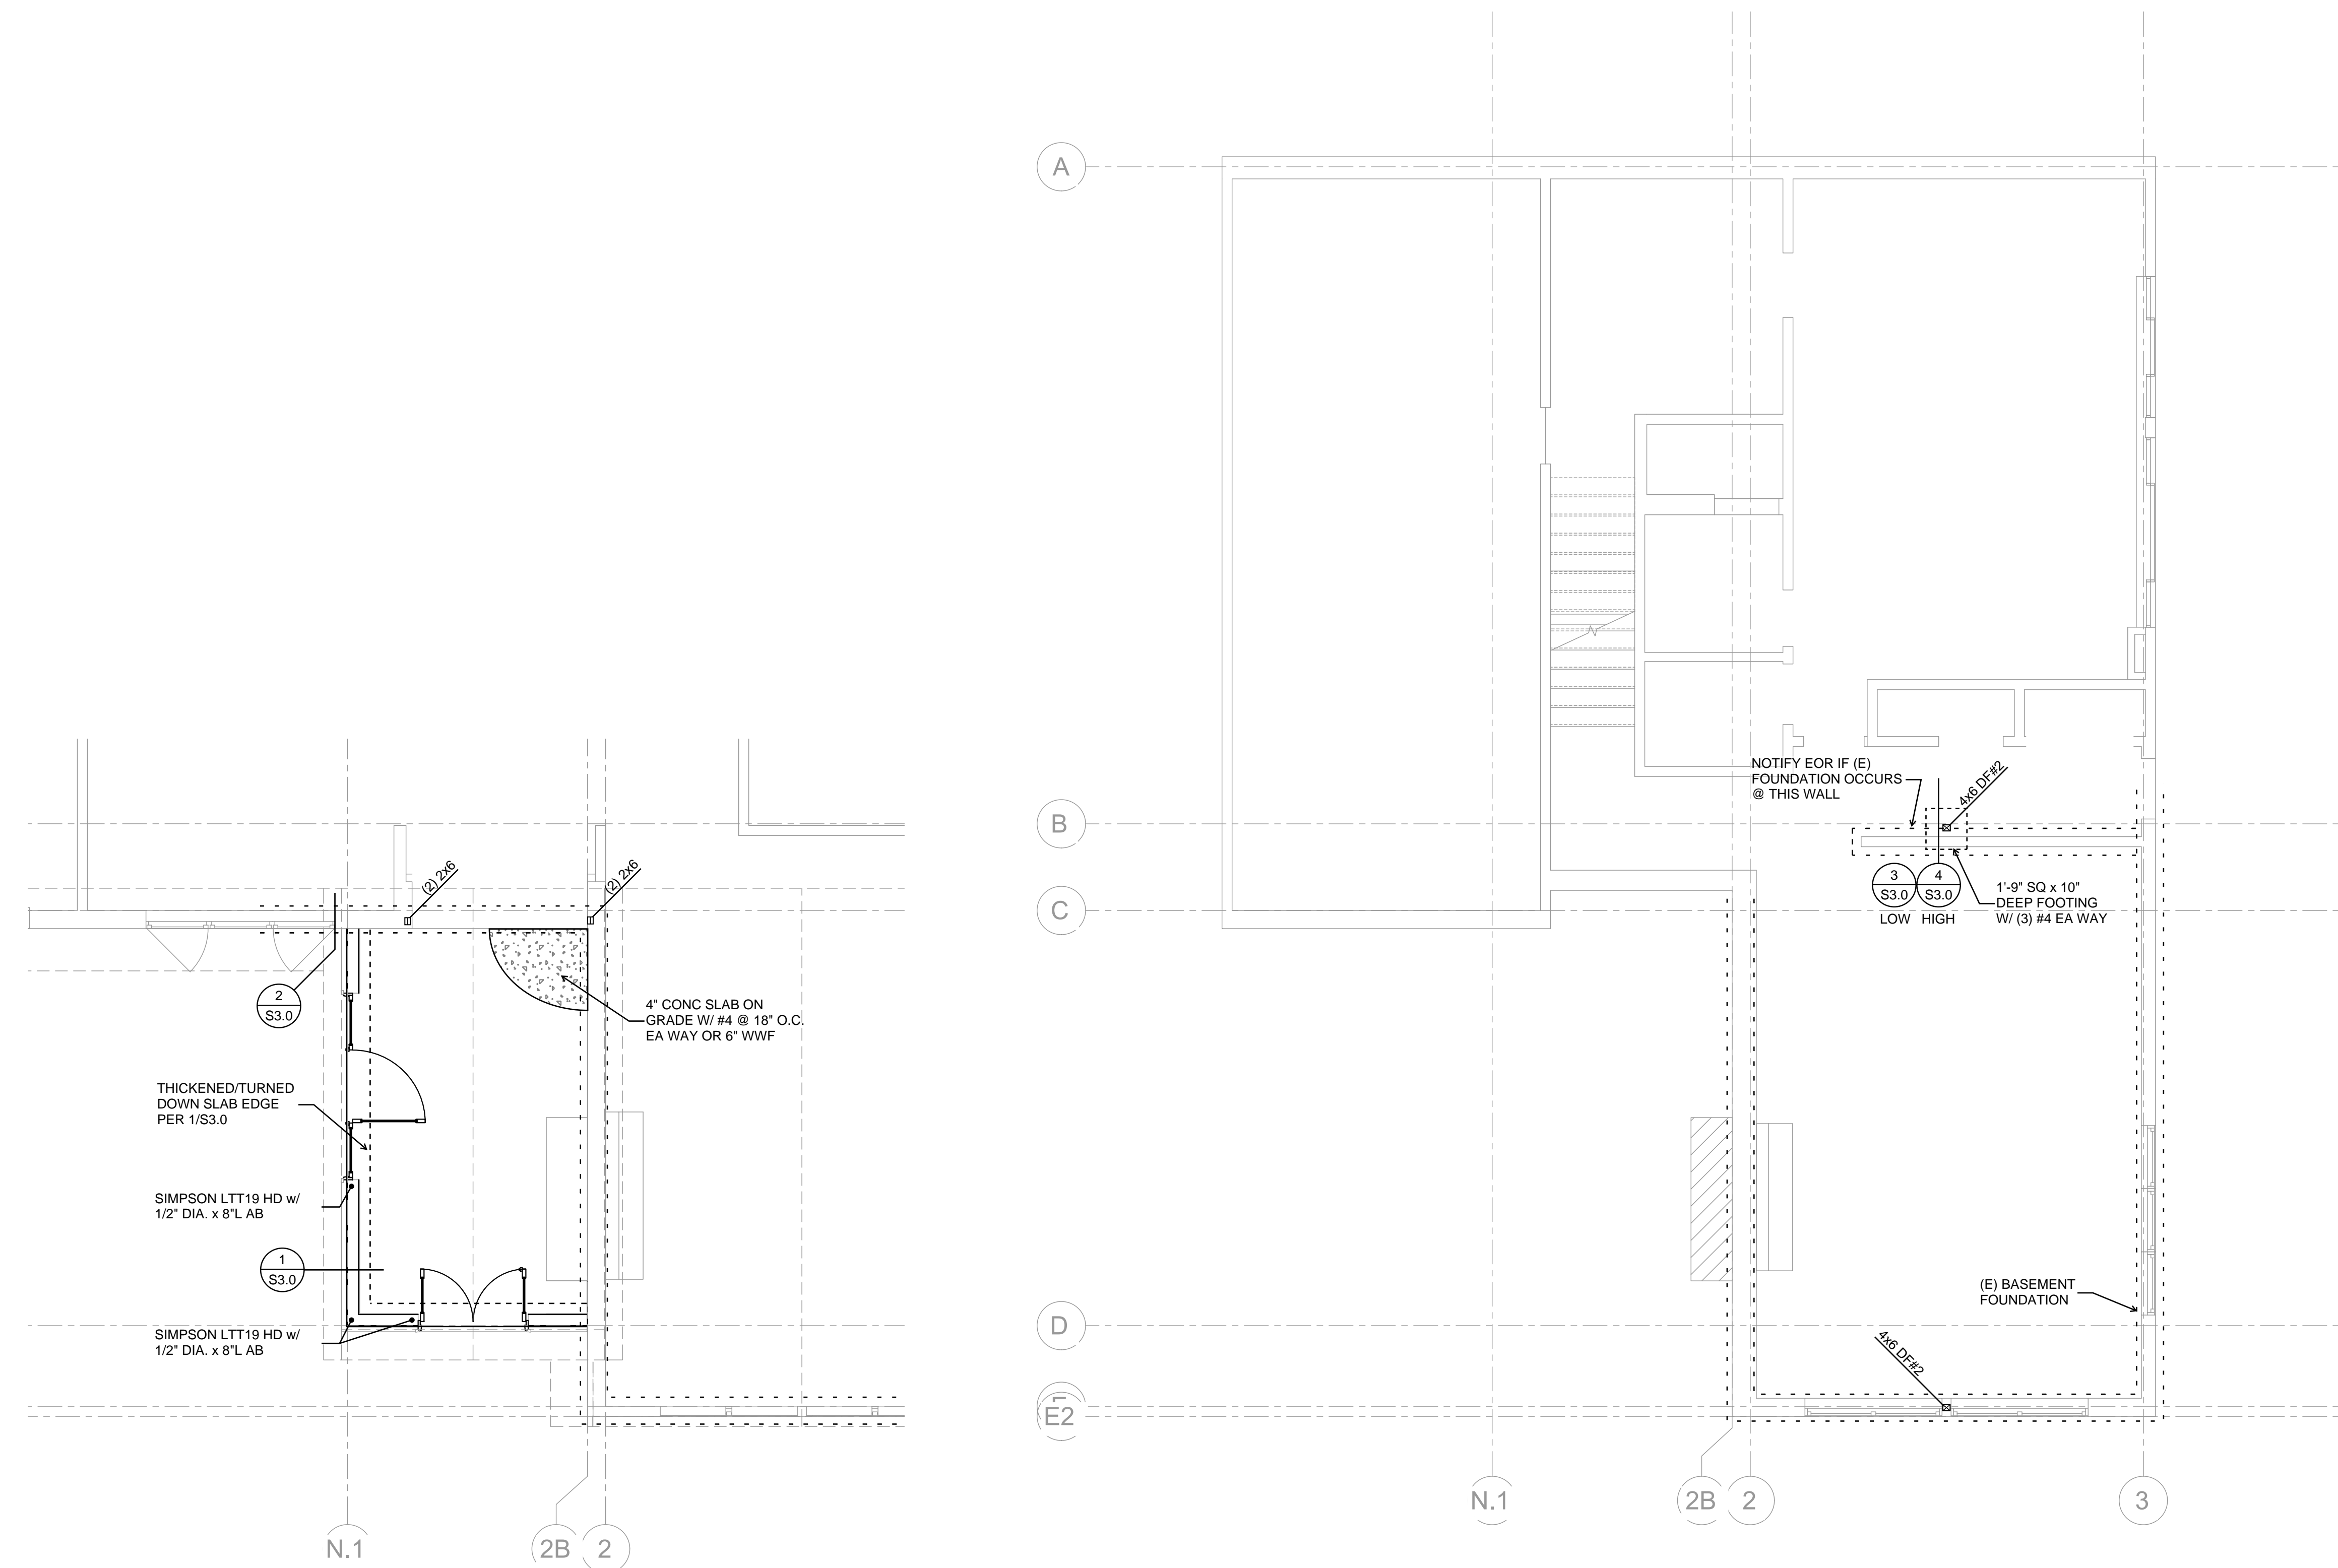 A
B
C
D
E2
N.1
2B
2
3
NOTIFY EOR IF (E)
FOUNDATION OCCURS
@ THIS WALL
4x6 DF#2
3
S3.0
LOW
4
S3.0
HIGH
1'-9" SQ x 10"
DEEP FOOTING
W/ (3) #4 EA WAY
(E) BASEMENT
FOUNDATION
4x6 DF#2
(2) 2x6
(2) 2x6
2
S3.0
4" CONC SLAB ON
GRADE W/ #4 @ 18" O.C.
EA WAY OR 6" WWF
THICKENED/TURNED
DOWN SLAB EDGE
PER 1/S3.0
SIMPSON LTT19 HD w/
1/2" DIA. x 8"L AB
1
S3.0
SIMPSON LTT19 HD w/
1/2" DIA. x 8"L AB
N.1
2B
2